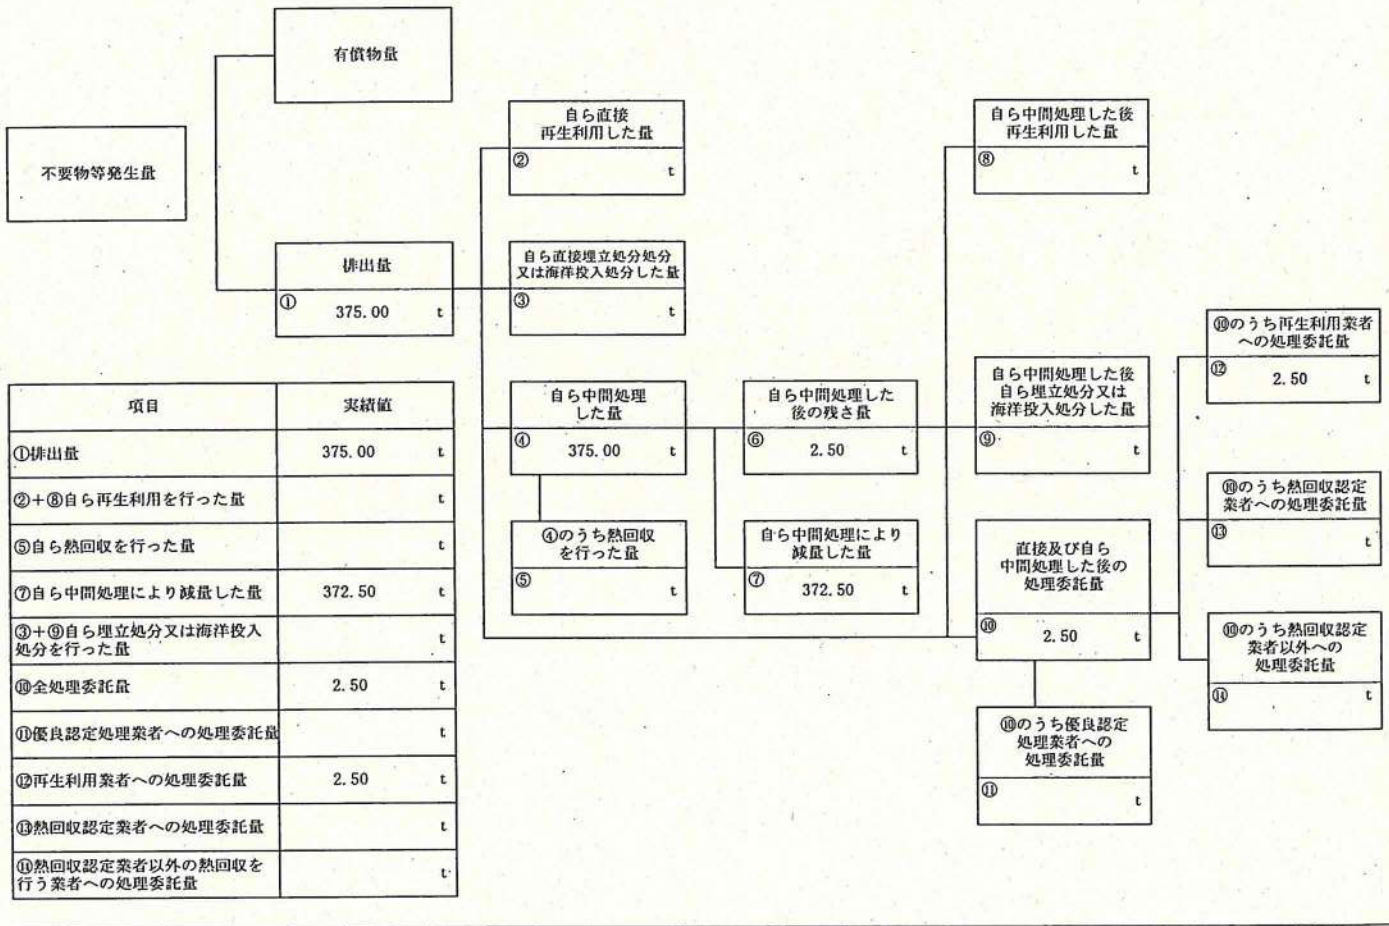 有償物量
不要物等発生量
排出量
① 375.00 t
自ら直接
再生利用した量
② t
自ら直接埋立処分処分
又は海洋投入処分した量
③ t
自ら中間処理
した量
④ 375.00 t
④のうち熱回収
を行った量
⑤ t
自ら中間処理した
後の残さ量
⑥ 2.50 t
自ら中間処理により
減量した量
⑦ 372.50 t
自ら中間処理した後
再生利用した量
⑧ t
自ら中間処理した後
自ら埋立処分又は
海洋投入処分した量
⑨ t
直接及び自ら
中間処理した後の
処理委託量
⑩ 2.50 t
⑩のうち優良認定
処理業者への
処理委託量
⑪ t
⑩のうち再生利用業者
への処理委託量
⑫ 2.50 t
⑩のうち熱回収認定
業者への処理委託量
⑬ t
⑩のうち熱回収認定
業者以外への
処理委託量
⑭ t
項目 実績値
①排出量 375.00 t
②+⑧自ら再生利用を行った量 t
⑤自ら熱回収を行った量 t
⑦自ら中間処理により減量した量 372.50 t
③+⑨自ら埋立処分又は海洋投入
処分を行った量 t
⑩全処理委託量 2.50 t
⑪優良認定処理業者への処理委託量 t
⑫再生利用業者への処理委託量 2.50 t
⑬熱回収認定業者への処理委託量 t
⑭熱回収認定業者以外の熱回収を
行う業者への処理委託量 t